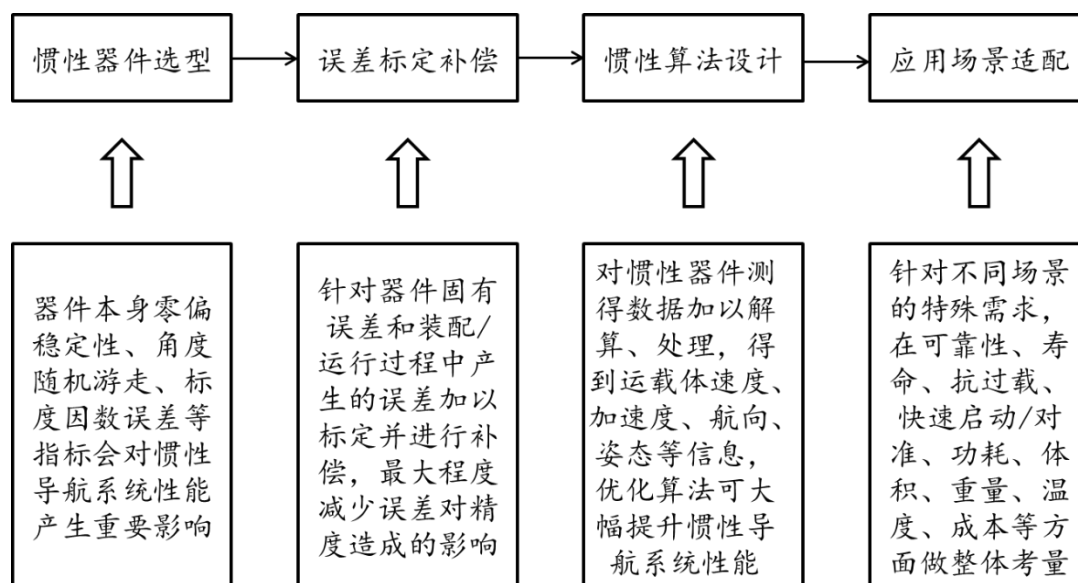 惯性器件选型
误差标定补偿
惯性算法设计
应用场景适配
器件本身零偏
稳定性、角度
随机游走、标
度因数误差等
指标会对惯性
导航系统性能
产生重要影响
针对器件固有
误差和装配/
运行过程中产
生的误差加以
标定并进行补
偿，最大程度
减少误差对精
度造成的影响
对惯性器件测
得数据加以解
算、处理，得
到运载体速度、
加速度、航向、
姿态等信息，
优化算法可大
幅提升惯性导
航系统性能
针对不同场景
的特殊需求，
在可靠性、寿
命、抗过载、
快速启动/对
准、功耗、体
积、重量、温
度、成本等方
面做整体考量